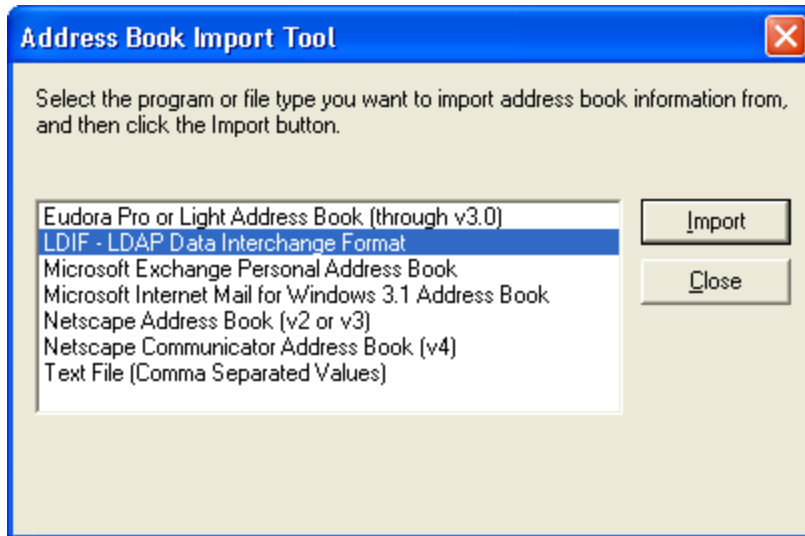 Address Book Import Tool
Select the program or file type you want to import address book information from,
and then click the Import button.
Eudora Pro or Light Address Book (through v3.0)
LDIF - LDAP Data Interchange Format
Microsoft Exchange Personal Address Book
Microsoft Internet Mail for Windows 3.1 Address Book
Netscape Address Book (v2 or v3)
Netscape Communicator Address Book (v4)
Text File (Comma Separated Values)
Import
Close